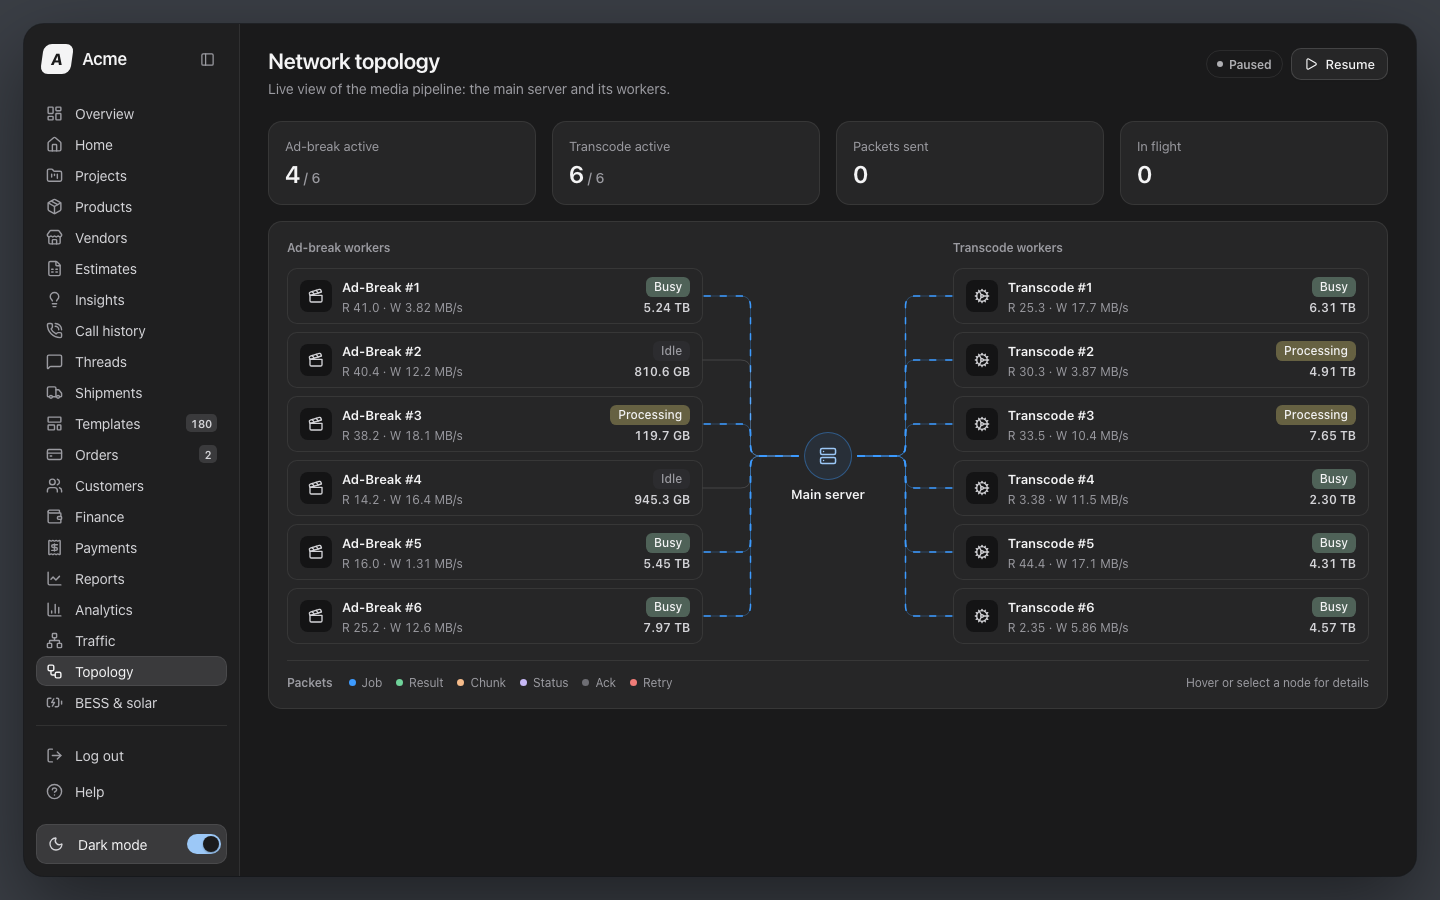 A Acme
Overview
Home
Projects
Products
Vendors
Estimates
Insights
Call history
Threads
Shipments
Templates 180
Orders 2
Customers
Finance
Payments
Reports
Analytics
Traffic
Topology
BESS & solar
Log out
Help
Dark mode
Network topology
Live view of the media pipeline: the main server and its workers.
Paused
Resume
Ad-break active
4 / 6
Transcode active
6 / 6
Packets sent
0
In flight
0
Ad-break workers
Ad-Break #1 Busy
R 41.0 · W 3.82 MB/s 5.24 TB
Ad-Break #2 Idle
R 40.4 · W 12.2 MB/s 810.6 GB
Ad-Break #3 Processing
R 38.2 · W 18.1 MB/s 119.7 GB
Ad-Break #4 Idle
R 14.2 · W 16.4 MB/s 945.3 GB
Ad-Break #5 Busy
R 16.0 · W 1.31 MB/s 5.45 TB
Ad-Break #6 Busy
R 25.2 · W 12.6 MB/s 7.97 TB
Main server
Transcode workers
Transcode #1 Busy
R 25.3 · W 17.7 MB/s 6.31 TB
Transcode #2 Processing
R 30.3 · W 3.87 MB/s 4.91 TB
Transcode #3 Processing
R 33.5 · W 10.4 MB/s 7.65 TB
Transcode #4 Busy
R 3.38 · W 11.5 MB/s 2.30 TB
Transcode #5 Busy
R 44.4 · W 17.1 MB/s 4.31 TB
Transcode #6 Busy
R 2.35 · W 5.86 MB/s 4.57 TB
Packets Job Result Chunk Status Ack Retry
Hover or select a node for details